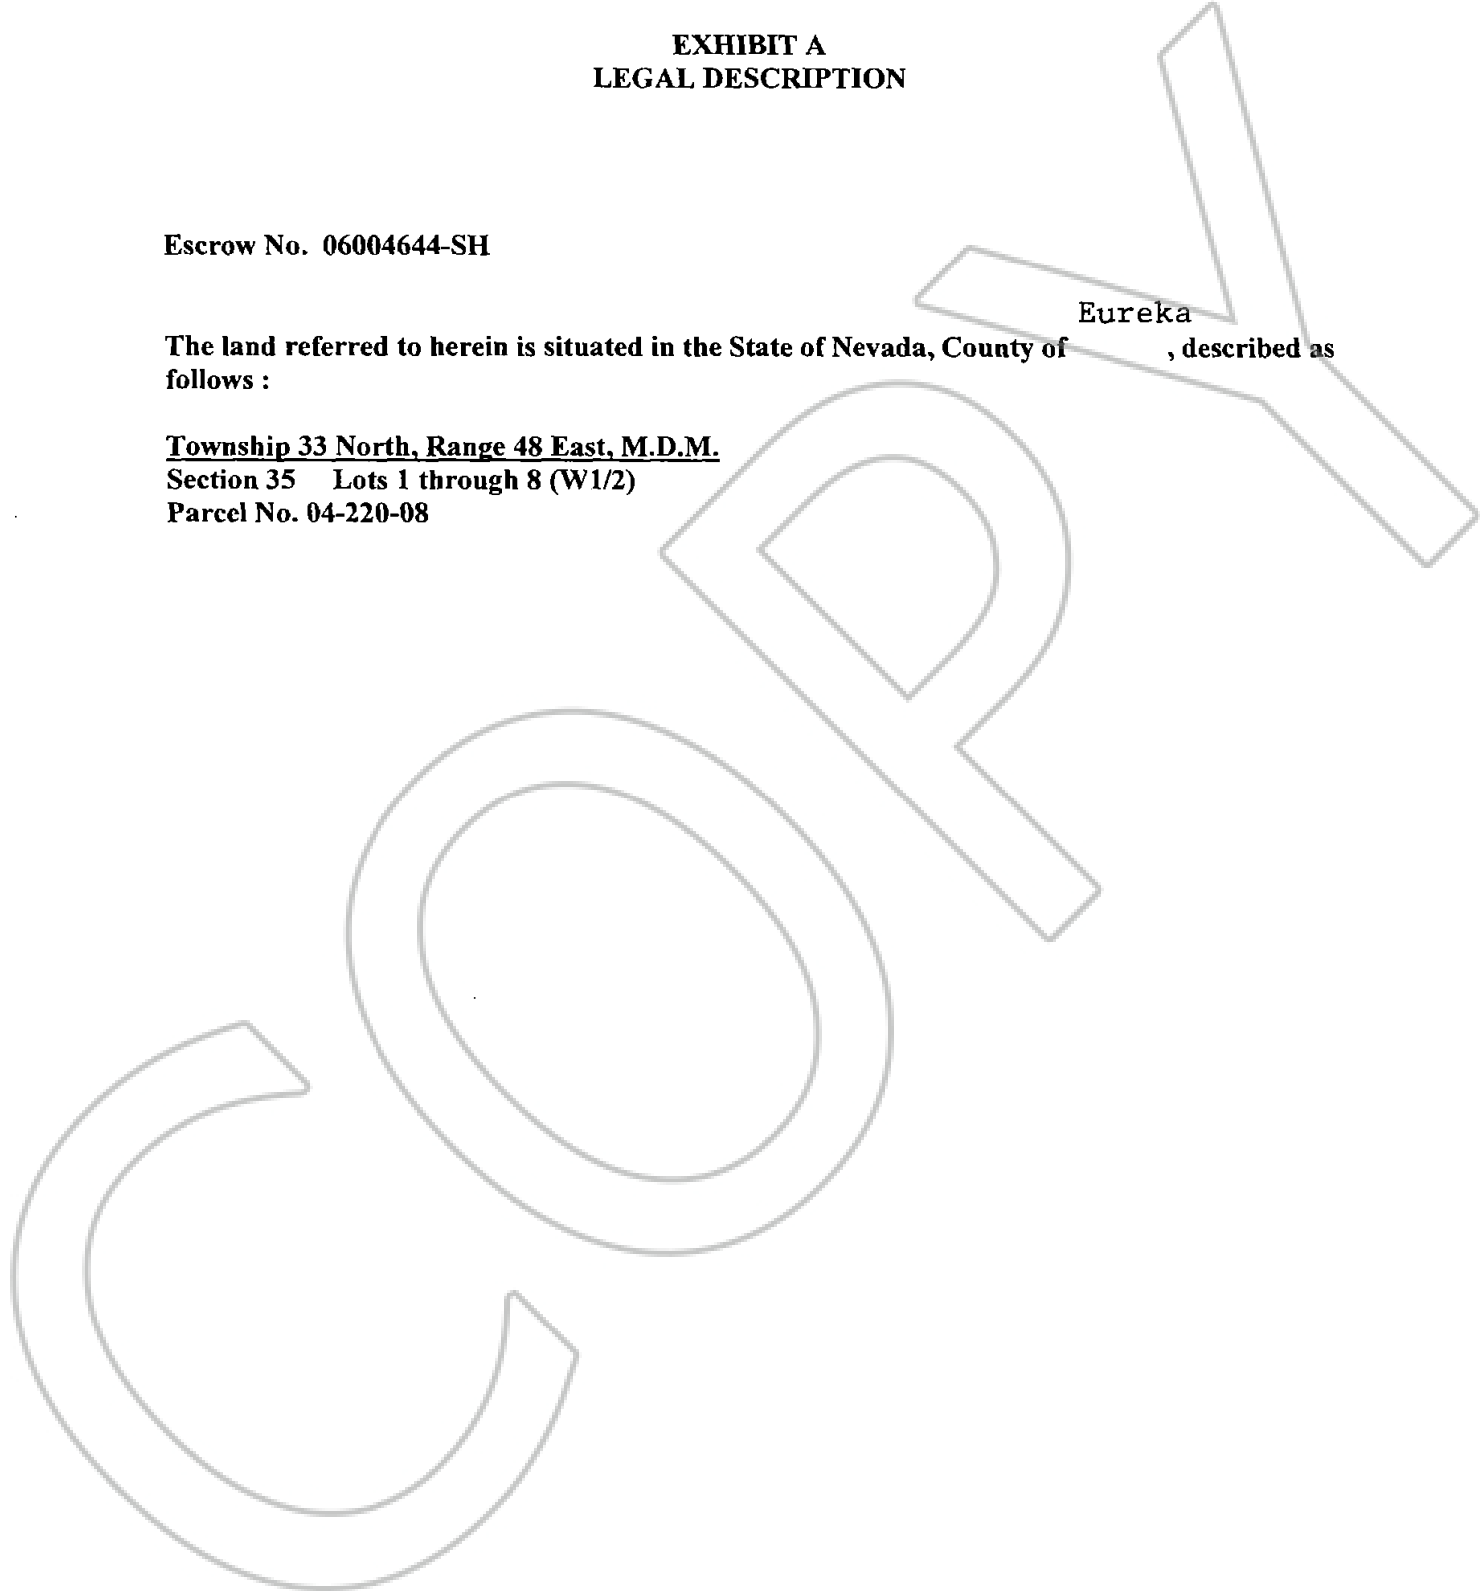 EXHIBIT A
LEGAL DESCRIPTION
Escrow No. 06004644-SH
Eureka
The land referred to herein is situated in the State of Nevada, County of , described as
follows :
Township 33 North, Range 48 East, M.D.M.
Section 35 Lots 1 through 8 (W1/2)
Parcel No. 04-220-08
COPY